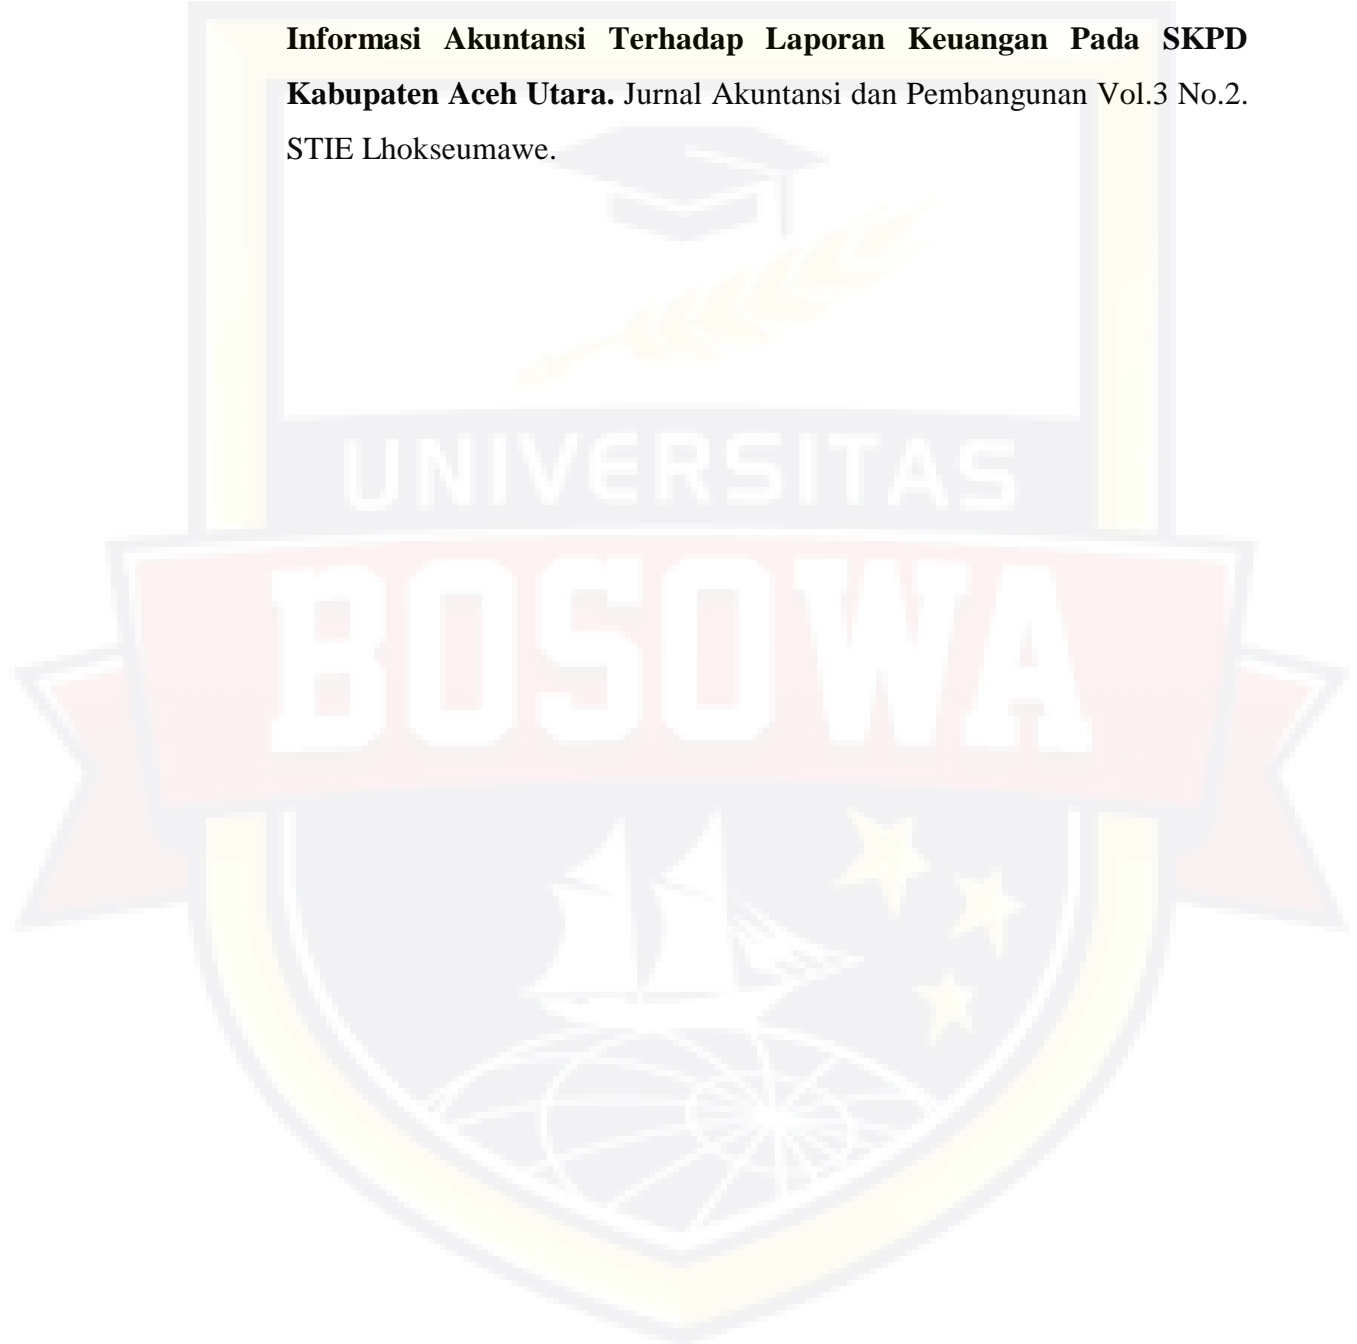 Informasi Akuntansi Terhadap Laporan Keuangan Pada SKPD
Kabupaten Aceh Utara. Jurnal Akuntansi dan Pembangunan Vol.3 No.2.
STIE Lhokseumawe.
UNIVERSITAS
BOSOWA